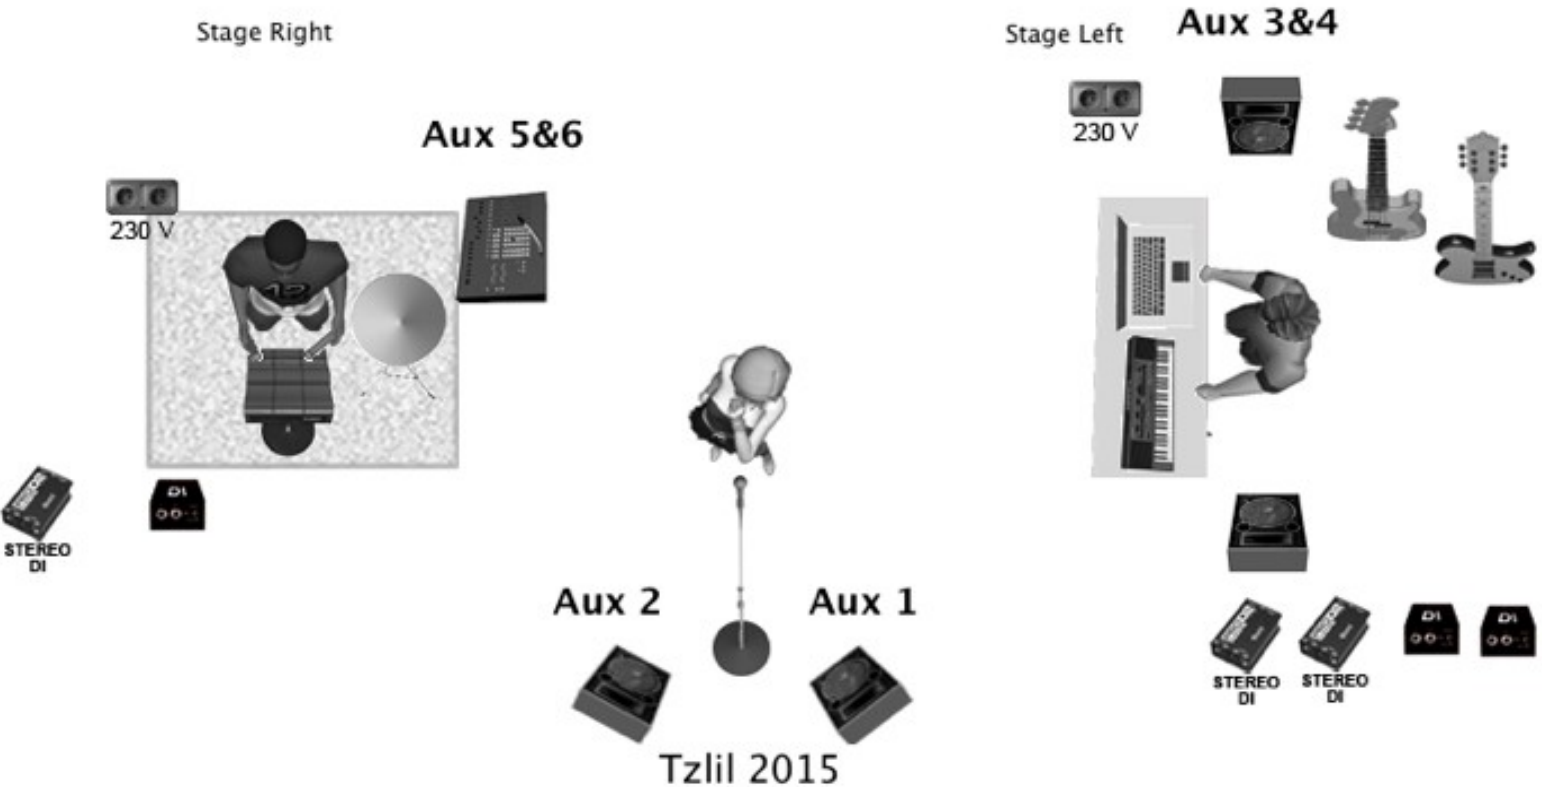 Stage Right
Stage Left
Aux 3&4
230 V
Aux 5&6
230 V
12
DI
STEREO
DI
Aux 2
Aux 1
DI
DI
STEREO
DI
STEREO
DI
Tzlil 2015